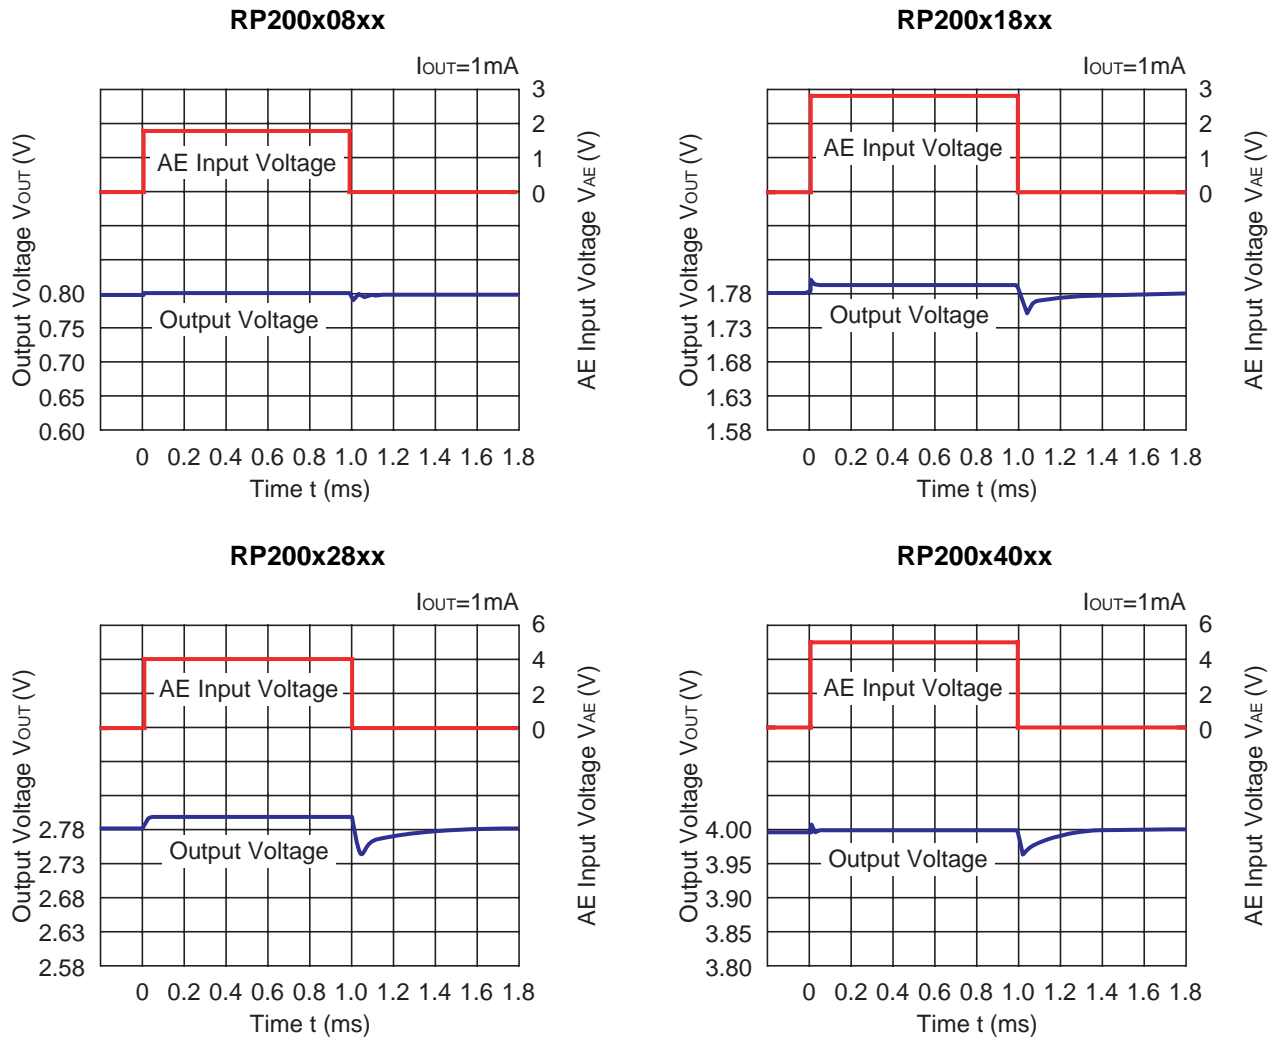 RP200x08xx
IOUT=1mA
Output Voltage VOUT (V)
AE Input Voltage VAE (V)
3
2
1
0
0.80
0.75
0.70
0.65
0.60
AE Input Voltage
Output Voltage
0 0.2 0.4 0.6 0.8 1.0 1.2 1.4 1.6 1.8
Time t (ms)
RP200x18xx
IOUT=1mA
Output Voltage VOUT (V)
AE Input Voltage VAE (V)
3
2
1
0
1.78
1.73
1.68
1.63
1.58
AE Input Voltage
Output Voltage
0 0.2 0.4 0.6 0.8 1.0 1.2 1.4 1.6 1.8
Time t (ms)
RP200x28xx
IOUT=1mA
Output Voltage VOUT (V)
AE Input Voltage VAE (V)
6
4
2
0
2.78
2.73
2.68
2.63
2.58
AE Input Voltage
Output Voltage
0 0.2 0.4 0.6 0.8 1.0 1.2 1.4 1.6 1.8
Time t (ms)
RP200x40xx
IOUT=1mA
Output Voltage VOUT (V)
AE Input Voltage VAE (V)
6
4
2
0
4.00
3.95
3.90
3.85
3.80
AE Input Voltage
Output Voltage
0 0.2 0.4 0.6 0.8 1.0 1.2 1.4 1.6 1.8
Time t (ms)